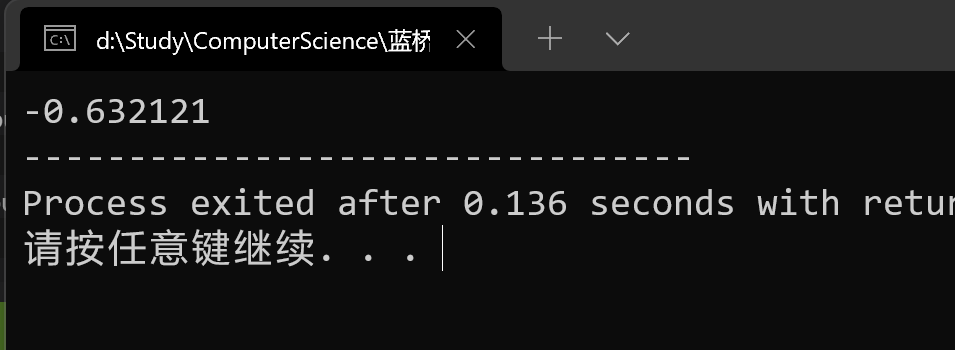 d:\Study\ComputerScience\蓝桥
-0.632121
--------------------------------
Process exited after 0.136 seconds with retur
请按任意键继续. . .